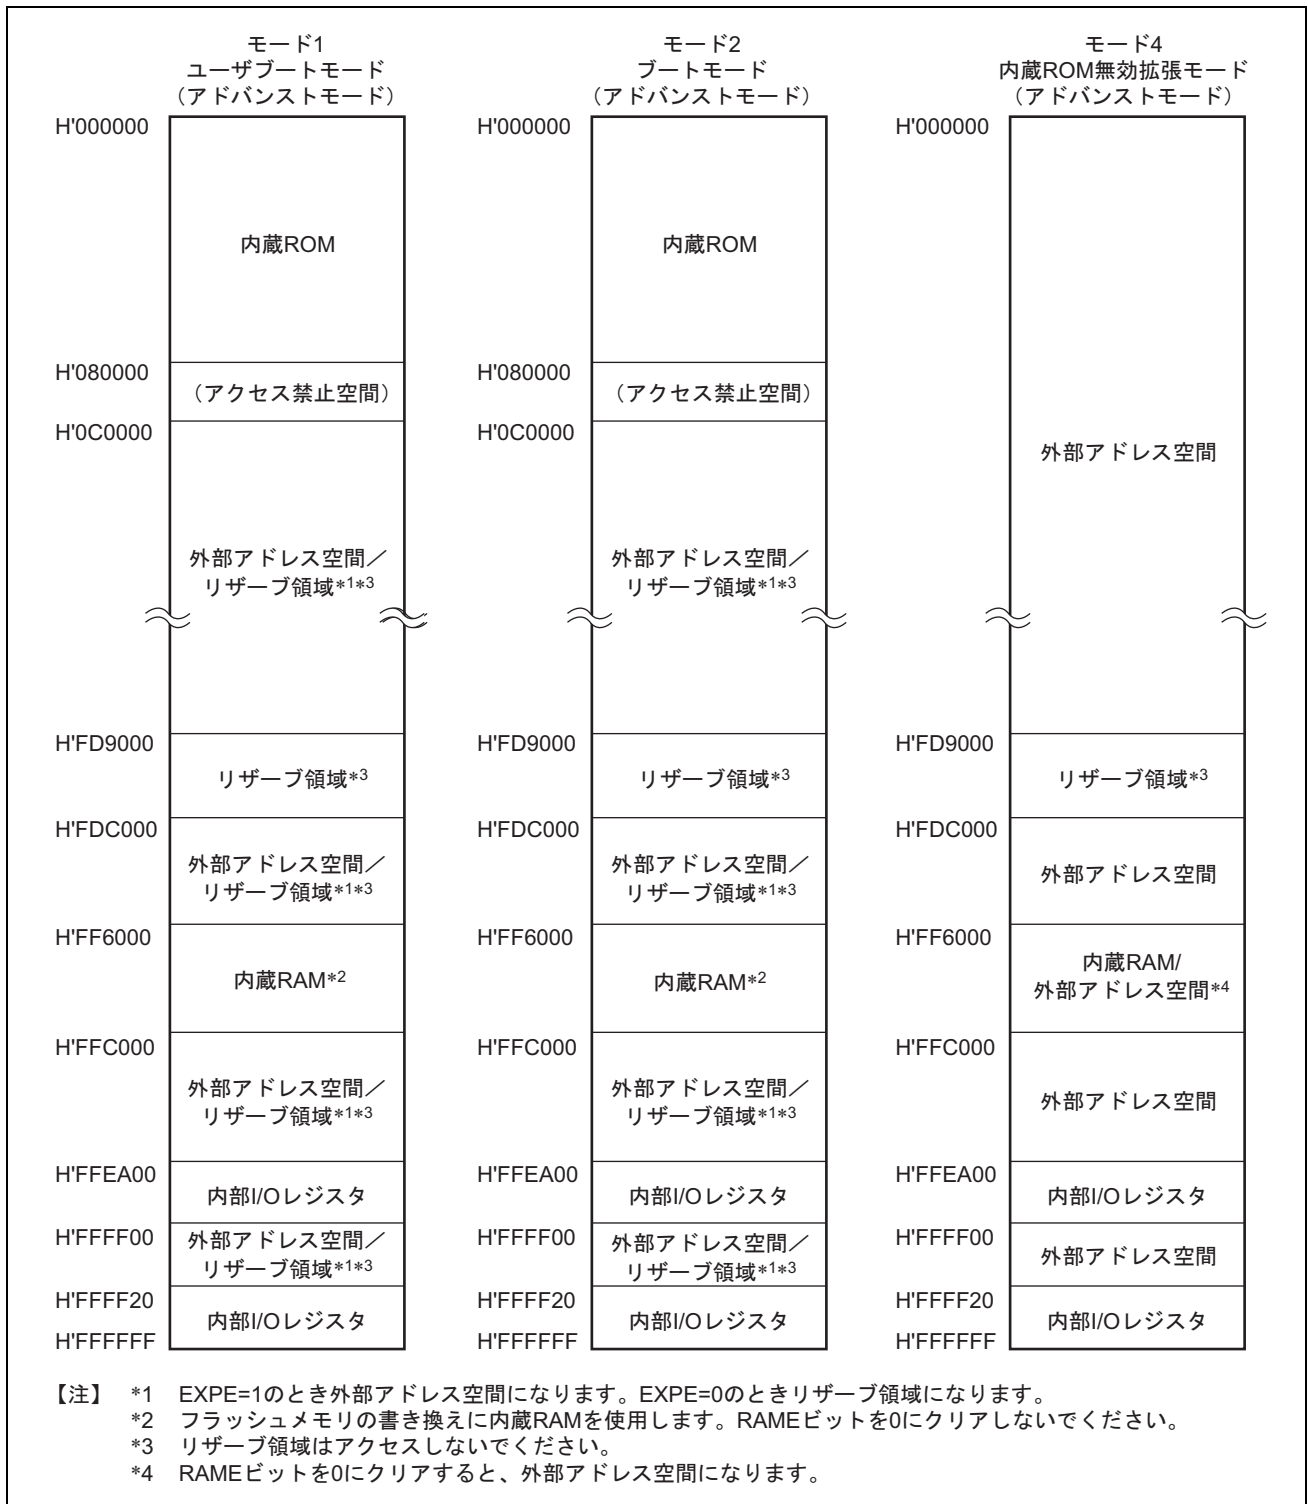 モード1
ユーザブートモード
（アドバンストモード）
H'000000
内蔵ROM
H'080000
（アクセス禁止空間）
H'0C0000
外部アドレス空間／
リザーブ領域*1*3
H'FD9000
リザーブ領域*3
H'FDC000
外部アドレス空間／
リザーブ領域*1*3
H'FF6000
内蔵RAM*2
H'FFC000
外部アドレス空間／
リザーブ領域*1*3
H'FFEA00
内部I/Oレジスタ
H'FFFF00
外部アドレス空間／
リザーブ領域*1*3
H'FFFF20
内部I/Oレジスタ
H'FFFFFF
モード2
ブートモード
（アドバンストモード）
H'000000
内蔵ROM
H'080000
（アクセス禁止空間）
H'0C0000
外部アドレス空間／
リザーブ領域*1*3
H'FD9000
リザーブ領域*3
H'FDC000
外部アドレス空間／
リザーブ領域*1*3
H'FF6000
内蔵RAM*2
H'FFC000
外部アドレス空間／
リザーブ領域*1*3
H'FFEA00
内部I/Oレジスタ
H'FFFF00
外部アドレス空間／
リザーブ領域*1*3
H'FFFF20
内部I/Oレジスタ
H'FFFFFF
モード4
内蔵ROM無効拡張モード
（アドバンストモード）
H'000000
外部アドレス空間
H'FD9000
リザーブ領域*3
H'FDC000
外部アドレス空間
H'FF6000
内蔵RAM/
外部アドレス空間*4
H'FFC000
外部アドレス空間
H'FFEA00
内部I/Oレジスタ
H'FFFF00
外部アドレス空間
H'FFFF20
内部I/Oレジスタ
H'FFFFFF
【注】 *1 EXPE=1のとき外部アドレス空間になります。EXPE=0のときリザーブ領域になります。
*2 フラッシュメモリの書き換えに内蔵RAMを使用します。RAMEビットを0にクリアしないでください。
*3 リザーブ領域はアクセスしないでください。
*4 RAMEビットを0にクリアすると、外部アドレス空間になります。